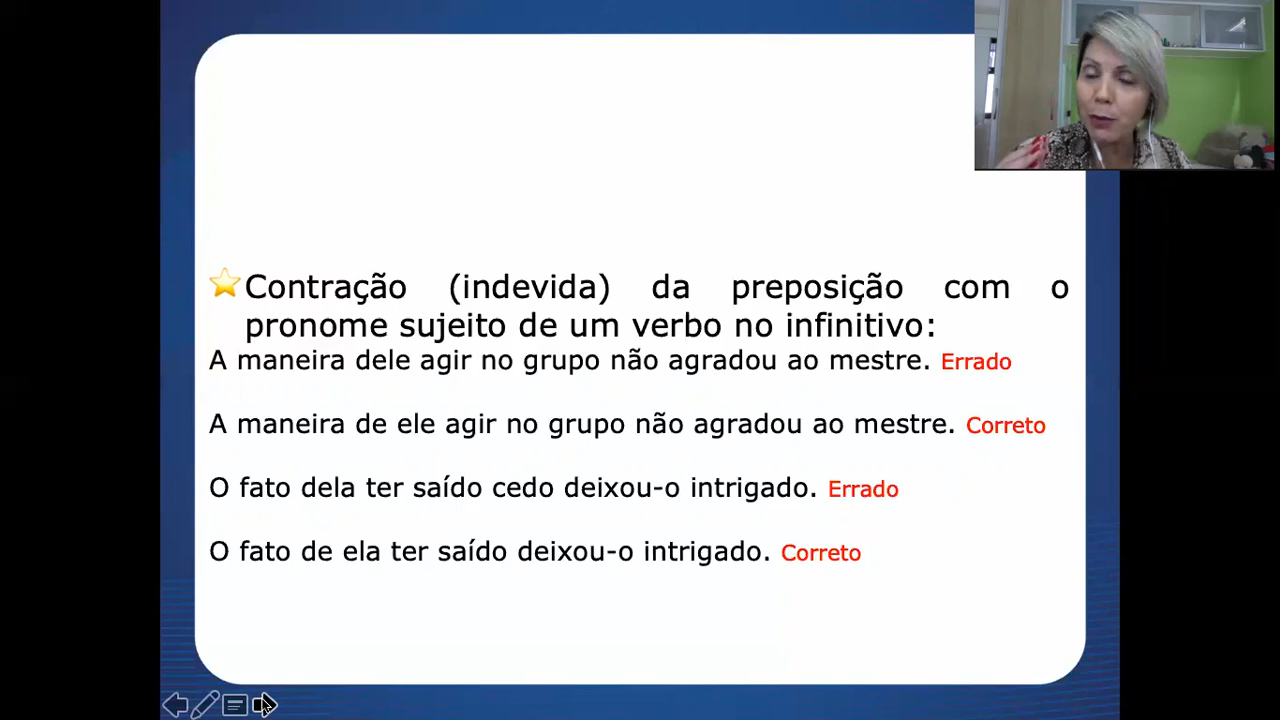 Contração (indevida) da preposição com o
pronome sujeito de um verbo no infinitivo:
A maneira dele agir no grupo não agradou ao mestre. Errado
A maneira de ele agir no grupo não agradou ao mestre. Correto
O fato dela ter saído cedo deixou-o intrigado. Errado
O fato de ela ter saído deixou-o intrigado. Correto